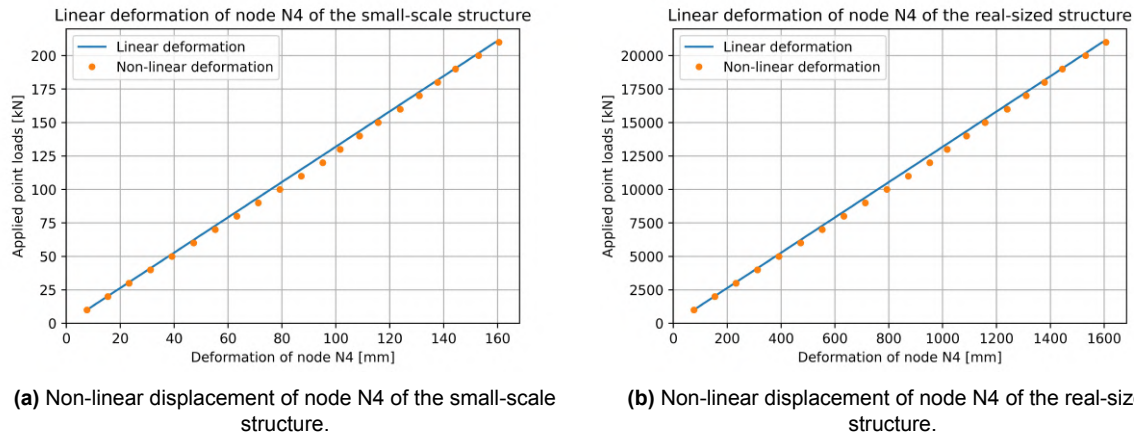 Linear deformation of node N4 of the small-scale structure
Linear deformation
Non-linear deformation
Applied point loads [kN]
200
175
150
125
100
75
50
25
0
0 20 40 60 80 100 120 140 160
Deformation of node N4 [mm]
(a) Non-linear displacement of node N4 of the small-scale
structure.
Linear deformation of node N4 of the real-sized structure
Linear deformation
Non-linear deformation
Applied point loads [kN]
20000
17500
15000
12500
10000
7500
5000
2500
0
0 200 400 600 800 1000 1200 1400 1600
Deformation of node N4 [mm]
(b) Non-linear displacement of node N4 of the real-siz
structure.